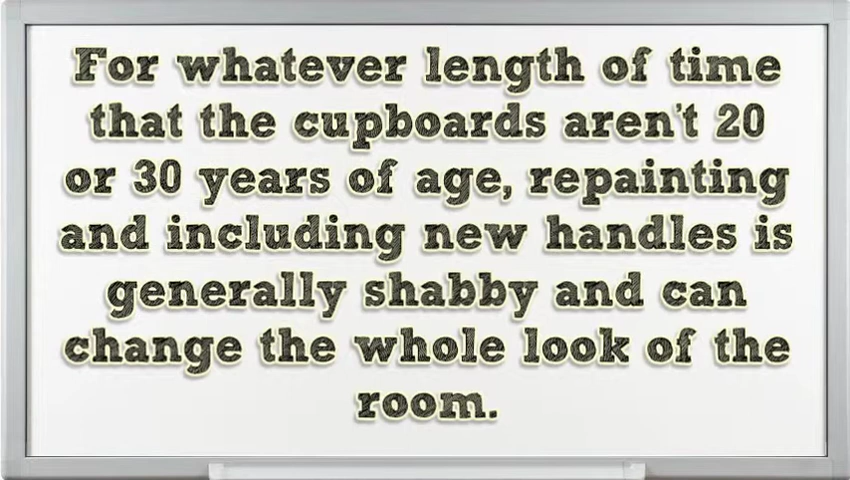 For whatever length of time
that the cupboards aren't 20
or 30 years of age, repainting
and including new handles is
generally shabby and can
change the whole look of the
room.